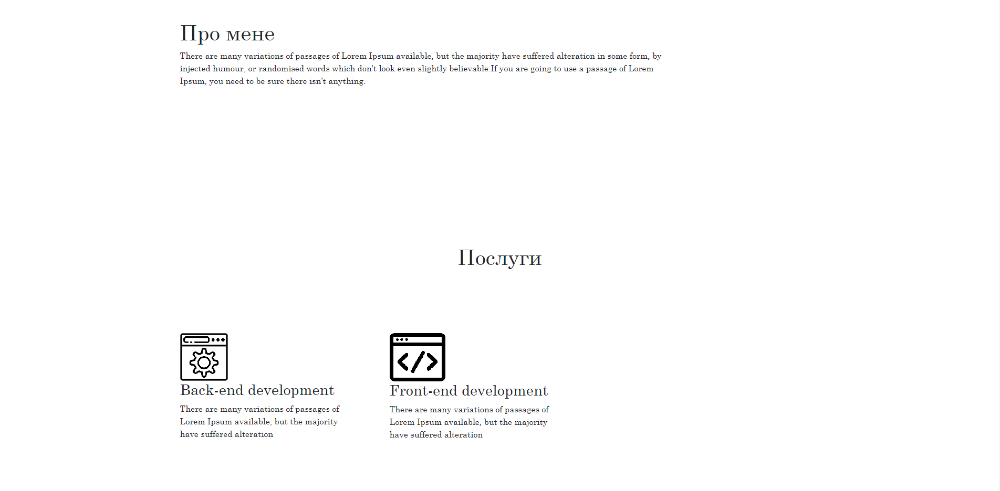 Про мене
There are many variations of passages of Lorem Ipsum available, but the majority have suffered alteration in some form, by
injected humour, or randomised words which don't look even slightly believable.If you are going to use a passage of Lorem
Ipsum, you need to be sure there isn't anything.
Послуги
Back-end development
There are many variations of passages of
Lorem Ipsum available, but the majority
have suffered alteration
Front-end development
There are many variations of passages of
Lorem Ipsum available, but the majority
have suffered alteration